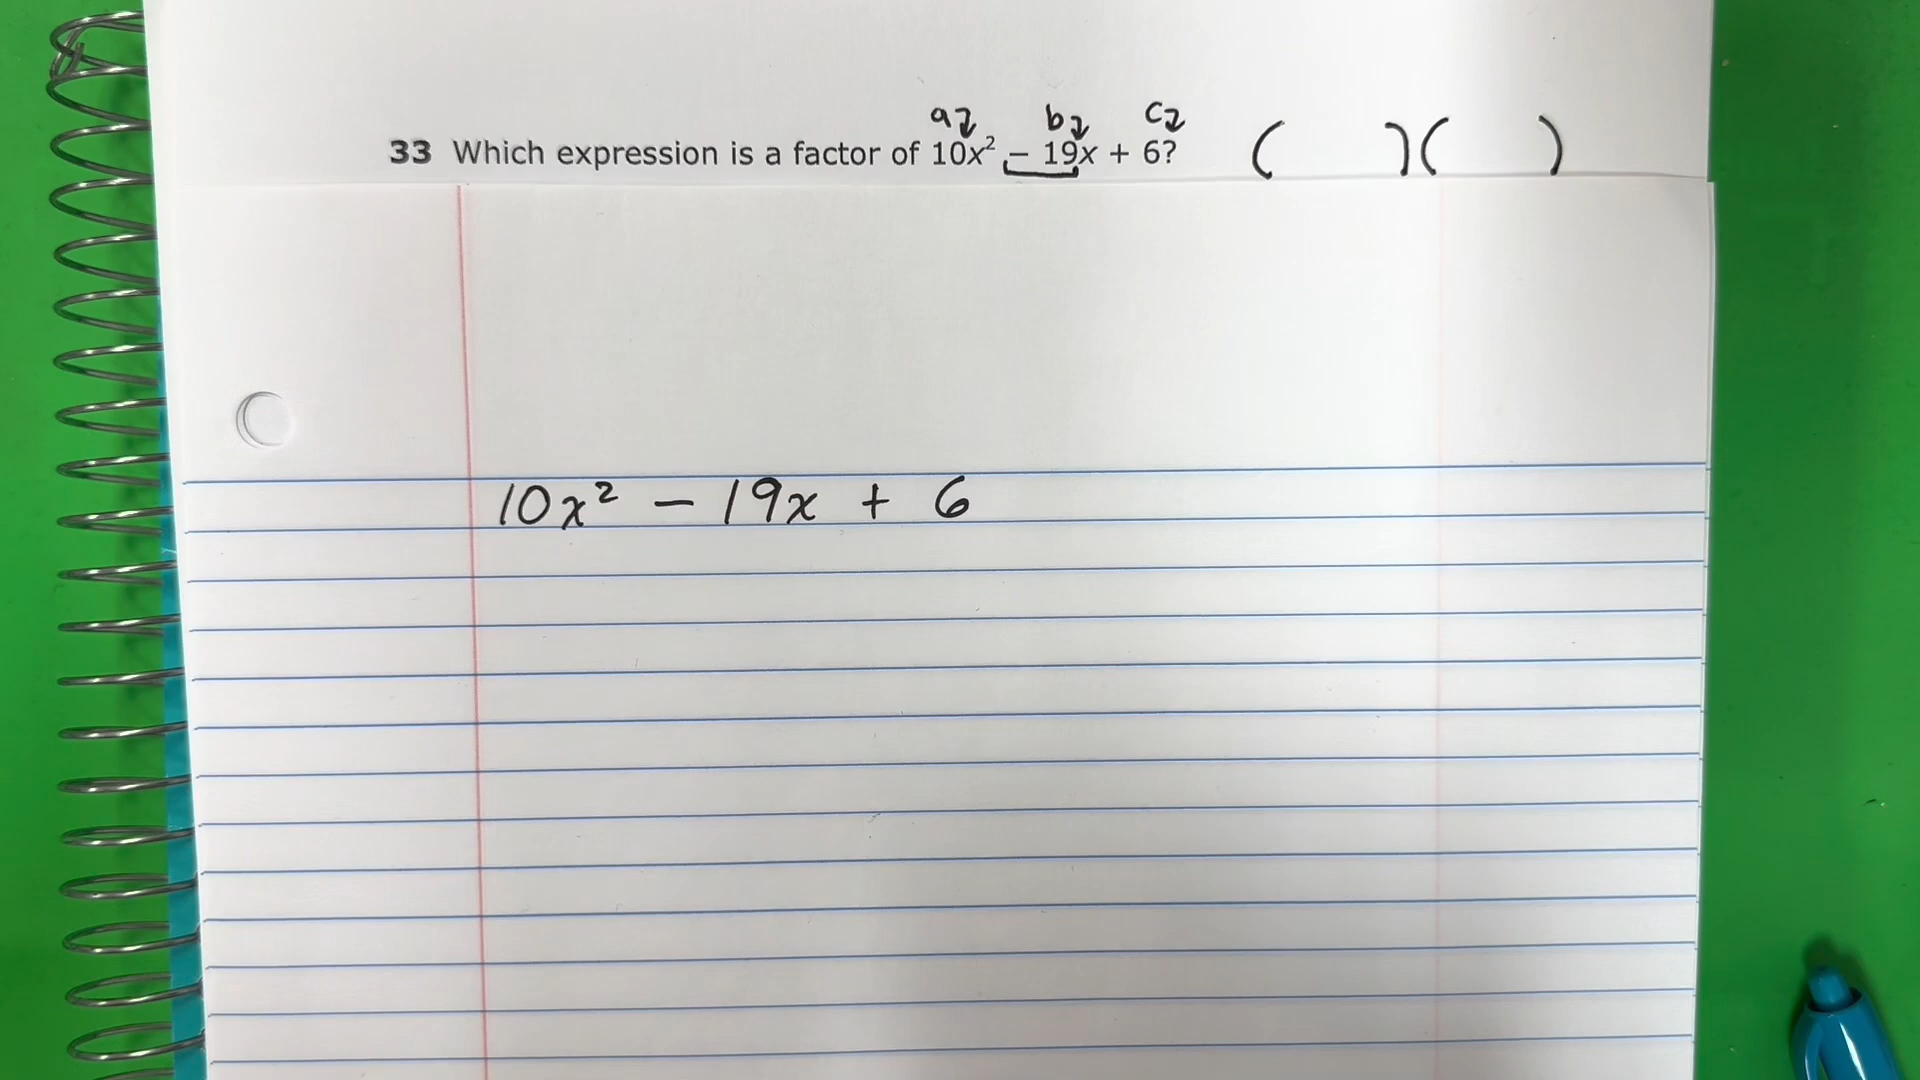 a b c
33 Which expression is a factor of 10x² – 19x + 6? ( )( )
10x² – 19x + 6